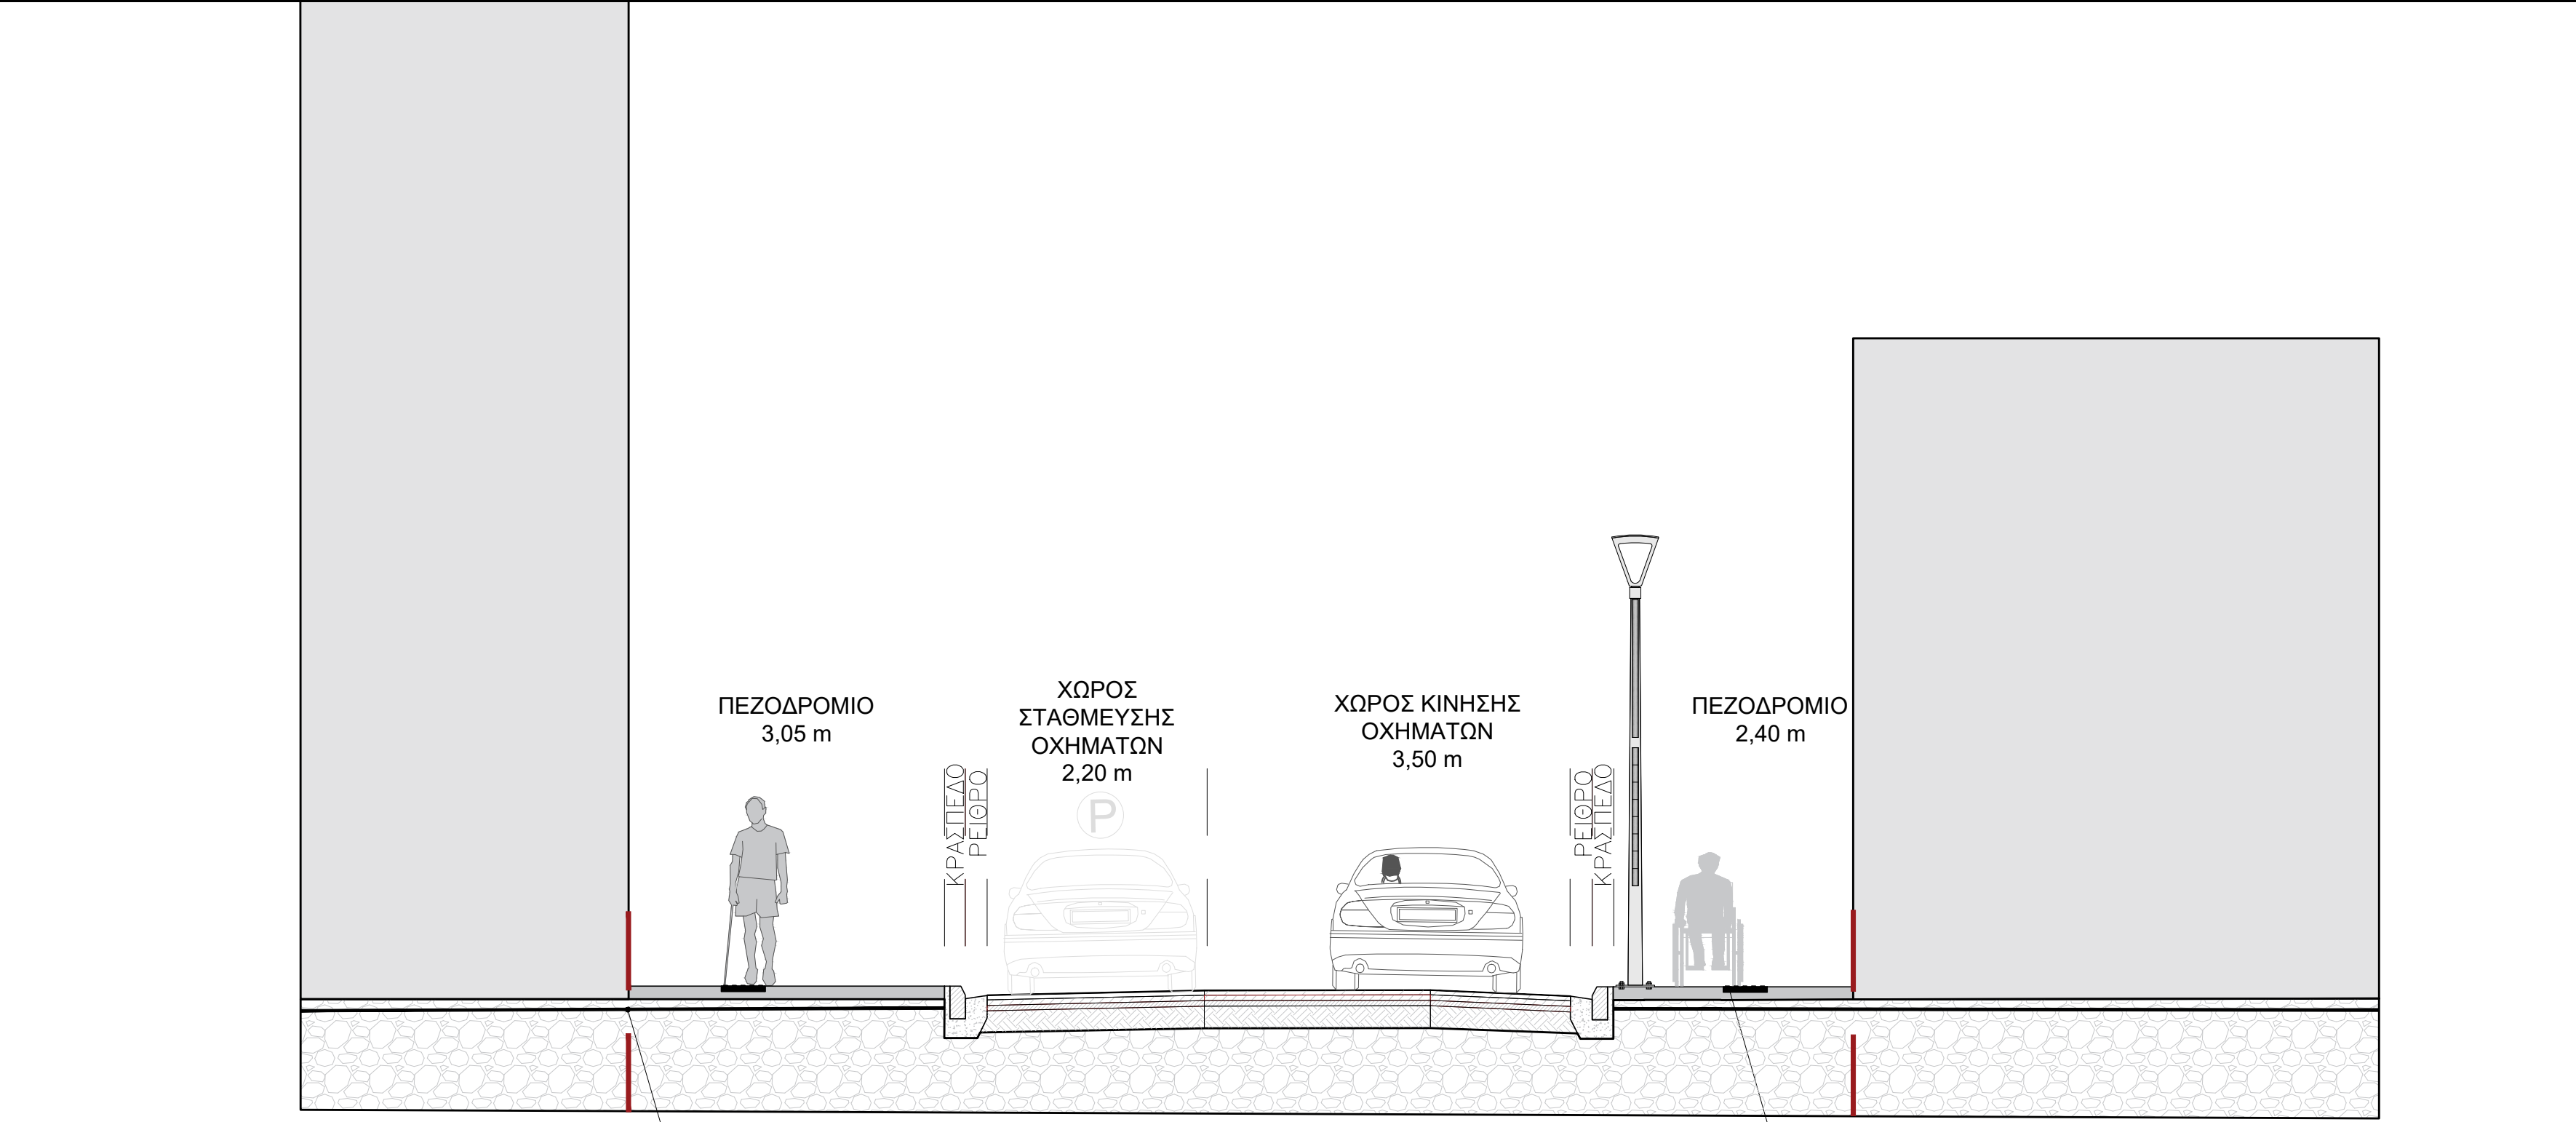 ΠΕΖΟΔΡΟΜΙΟ
3,05 m
ΚΡΑΣΠΕΔΟ
ΡΕΙΘΡΟ
ΧΩΡΟΣ
ΣΤΑΘΜΕΥΣΗΣ
ΟΧΗΜΑΤΩΝ
2,20 m
P
ΧΩΡΟΣ ΚΙΝΗΣΗΣ
ΟΧΗΜΑΤΩΝ
3,50 m
ΡΕΙΘΡΟ
ΚΡΑΣΠΕΔΟ
ΠΕΖΟΔΡΟΜΙΟ
2,40 m